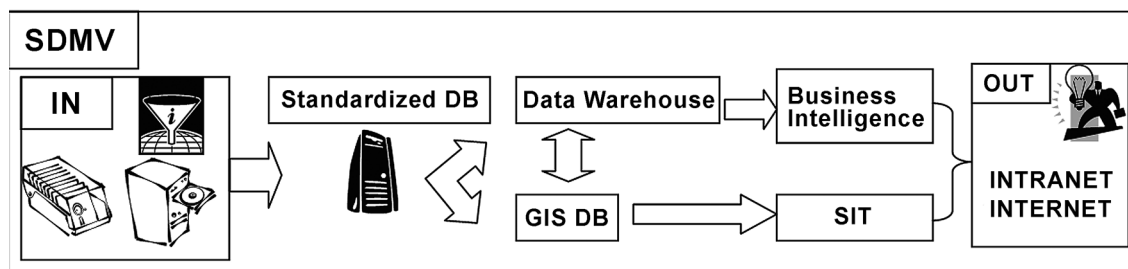 SDMV
IN
i
Standardized DB
Data Warehouse
Business
Intelligence
GIS DB
SIT
OUT
INTRANET
INTERNET